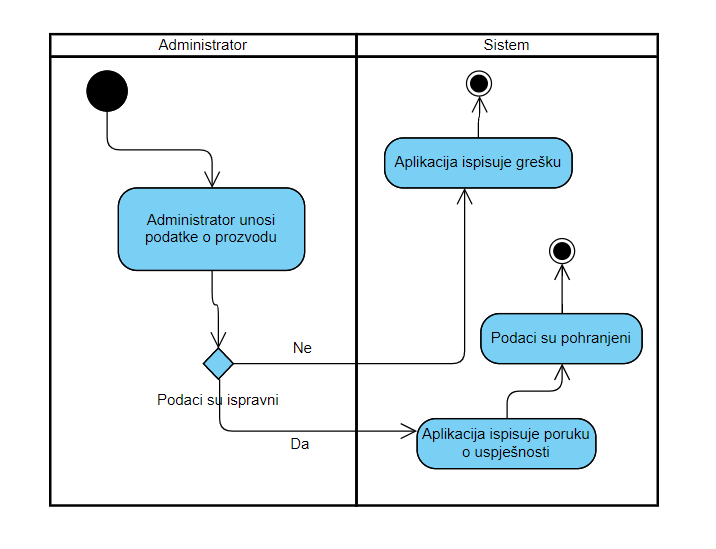 Administrator
Sistem
Aplikacija ispisuje grešku
Administrator unosi
podatke o prozvodu
Podaci su pohranjeni
Ne
Podaci su ispravni
Da
Aplikacija ispisuje poruku
o uspješnosti